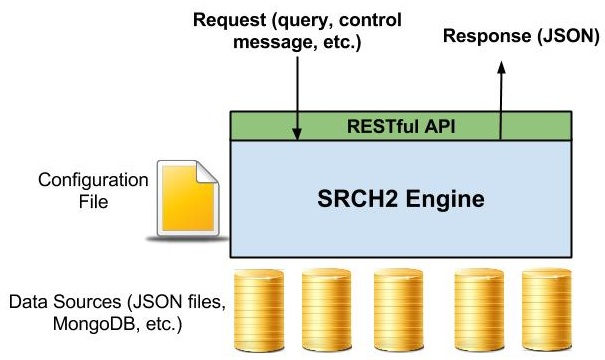 Request (query, control
message, etc.)
Response (JSON)
RESTful API
SRCH2 Engine
Configuration
File
Data Sources (JSON files,
MongoDB, etc.)